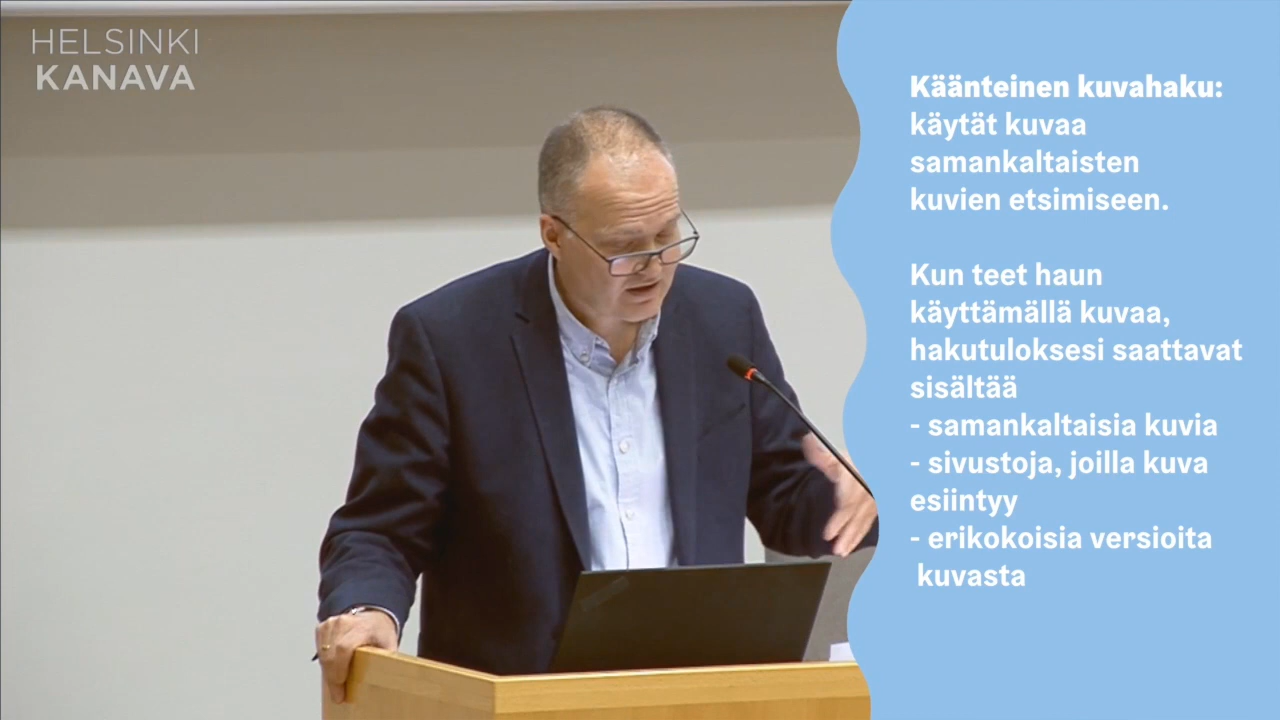 HELSINKI
KANAVA
Käänteinen kuvahaku:
käytät kuvaa
samankaltaisten
kuvien etsimiseen.
Kun teet haun
käyttämällä kuvaa,
hakutuloksesi saattavat
sisältää
- samankaltaisia kuvia
- sivustoja, joilla kuva
esiintyy
- erikokoisia versioita
kuvasta